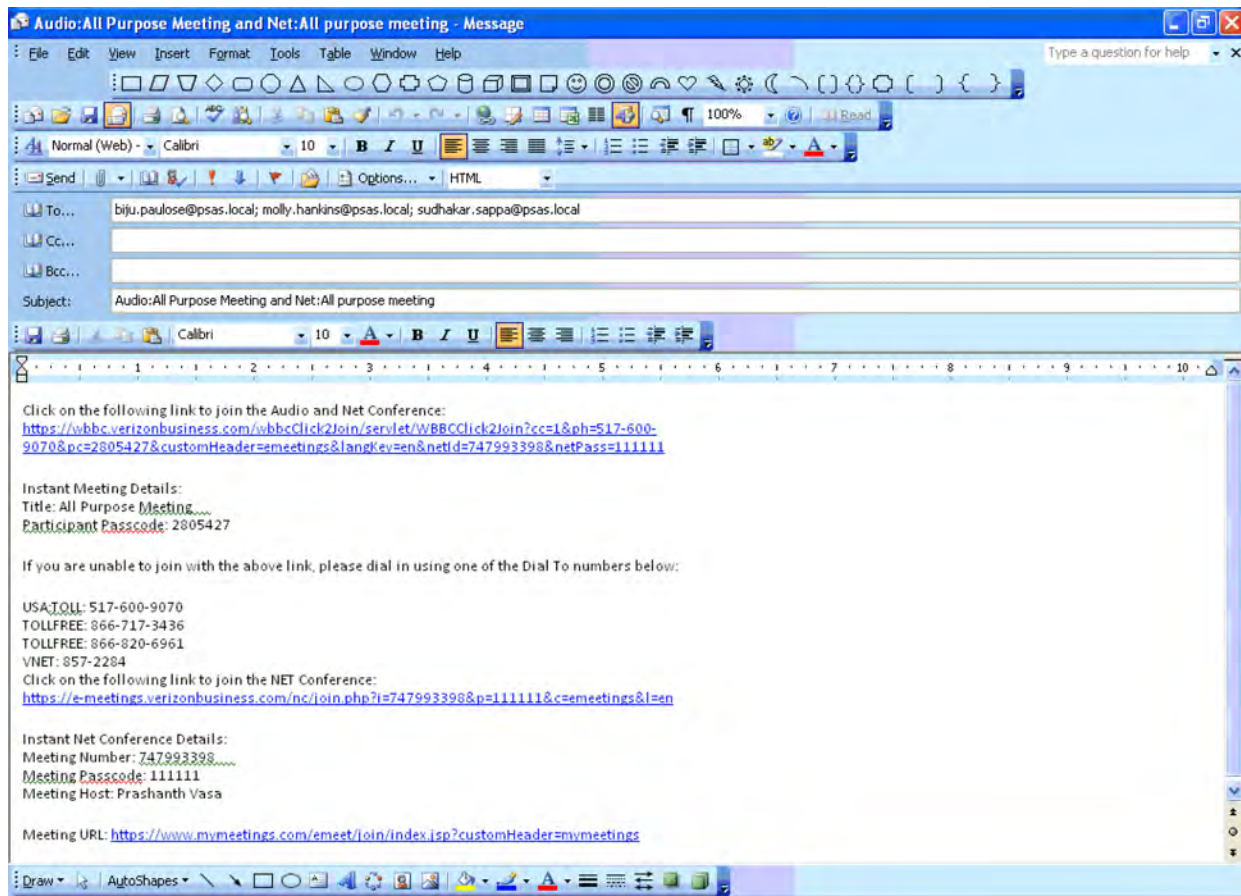 Audio:All Purpose Meeting and Net:All purpose meeting - Message
File Edit View Insert Format Tools Table Window Help Type a question for help
100% Read
Normal (Web) - Calibri 10 B I U A
Send Options... HTML
To... biju.paulose@psas.local; molly.hankins@psas.local; sudhakar.sappa@psas.local
Cc...
Bcc...
Subject: Audio:All Purpose Meeting and Net:All purpose meeting
Calibri 10 A B I U
1 2 3 4 5 6 7 8 9 10
Click on the following link to join the Audio and Net Conference:
https://wbbc.verizonbusiness.com/wbbcClick2Join/servlet/WBBCClick2Join?cc=1&ph=517-600-
9070&pc=2805427&customHeader=emeetings&langKey=en&netId=747993398&netPass=111111
Instant Meeting Details:
Title: All Purpose Meeting
Participant Passcode: 2805427
If you are unable to join with the above link, please dial in using one of the Dial To numbers below:
USA:TOLL: 517-600-9070
TOLLFREE: 866-717-3436
TOLLFREE: 866-820-6961
VNET: 857-2284
Click on the following link to join the NET Conference:
https://e-meetings.verizonbusiness.com/nc/join.php?i=747993398&p=111111&c=emeetings&l=en
Instant Net Conference Details:
Meeting Number: 747993398
Meeting Passcode: 111111
Meeting Host: Prashanth Vasa
Meeting URL: https://www.mymeetings.com/emeet/join/index.jsp?customHeader=mymeetings
Draw AutoShapes A